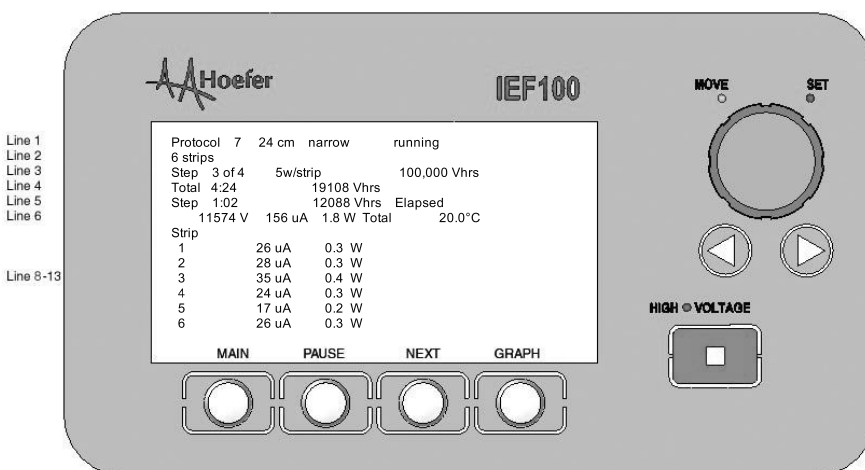 Hoefer
IEF100
MOVE SET
Line 1
Line 2
Line 3
Line 4
Line 5
Line 6
Line 8-13
Protocol 7 24 cm narrow running
6 strips
Step 3 of 4 5w/strip 100,000 Vhrs
Total 4:24 19108 Vhrs
Step 1:02 12088 Vhrs Elapsed
11574 V 156 uA 1.8 W Total 20.0°C
Strip
1 26 uA 0.3 W
2 28 uA 0.3 W
3 35 uA 0.4 W
4 24 uA 0.3 W
5 17 uA 0.2 W
6 26 uA 0.3 W
HIGH VOLTAGE
MAIN PAUSE NEXT GRAPH